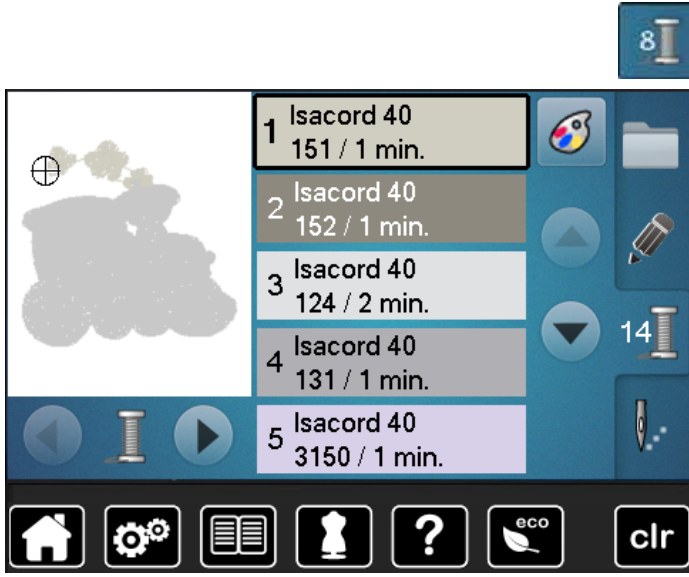 8
1 Isacord 40
151 / 1 min.
2 Isacord 40
152 / 1 min.
3 Isacord 40
124 / 2 min.
14
4 Isacord 40
131 / 1 min.
5 Isacord 40
3150 / 1 min.
?
eco
clr